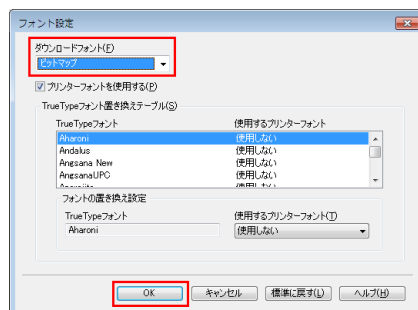 フォント設定
ダウンロードフォント(F)
ビットマップ
プリンターフォントを使用する(P)
TrueTypeフォント置き換えテーブル(S)
TrueTypeフォント 使用するプリンターフォント
Aharoni 使用しない
Andalus 使用しない
Angsana New 使用しない
AngsanaUPC 使用しない
フォントの置き換え設定
TrueTypeフォント 使用するプリンターフォント(T)
Aharoni 使用しない
OK キャンセル 標準に戻す(L) ヘルプ(H)